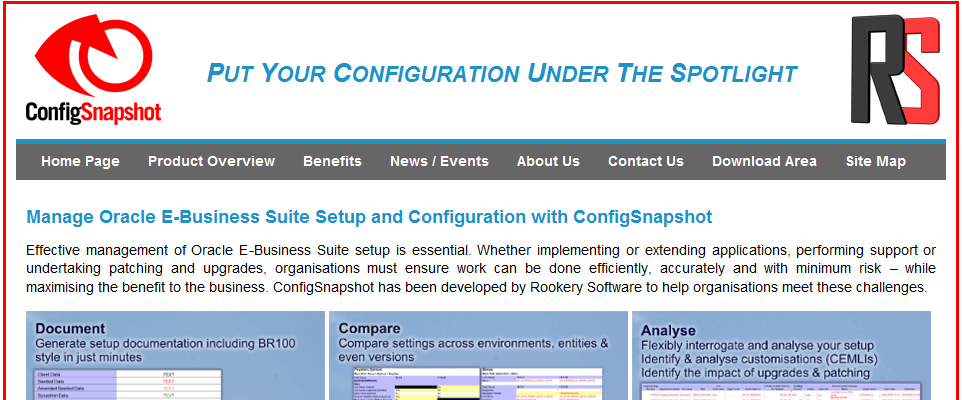 ConfigSnapshot
PUT YOUR CONFIGURATION UNDER THE SPOTLIGHT
RS
Home Page Product Overview Benefits News / Events About Us Contact Us Download Area Site Map
Manage Oracle E-Business Suite Setup and Configuration with ConfigSnapshot
Effective management of Oracle E-Business Suite setup is essential. Whether implementing or extending applications, performing support or
undertaking patching and upgrades, organisations must ensure work can be done efficiently, accurately and with minimum risk – while
maximising the benefit to the business. ConfigSnapshot has been developed by Rookery Software to help organisations meet these challenges.
Document
Generate setup documentation including BR100
style in just minutes
Client Data TEXT
Seeded Data TEXT
Amended Seeded Data TEXT
Sysadmin Data TEXT
Compare
Compare settings across environments, entities &
even versions
Analyse
Flexibly interrogate and analyse your setup
Identify & analyse customisations (CEMLIs)
Identify the impact of upgrades & patching